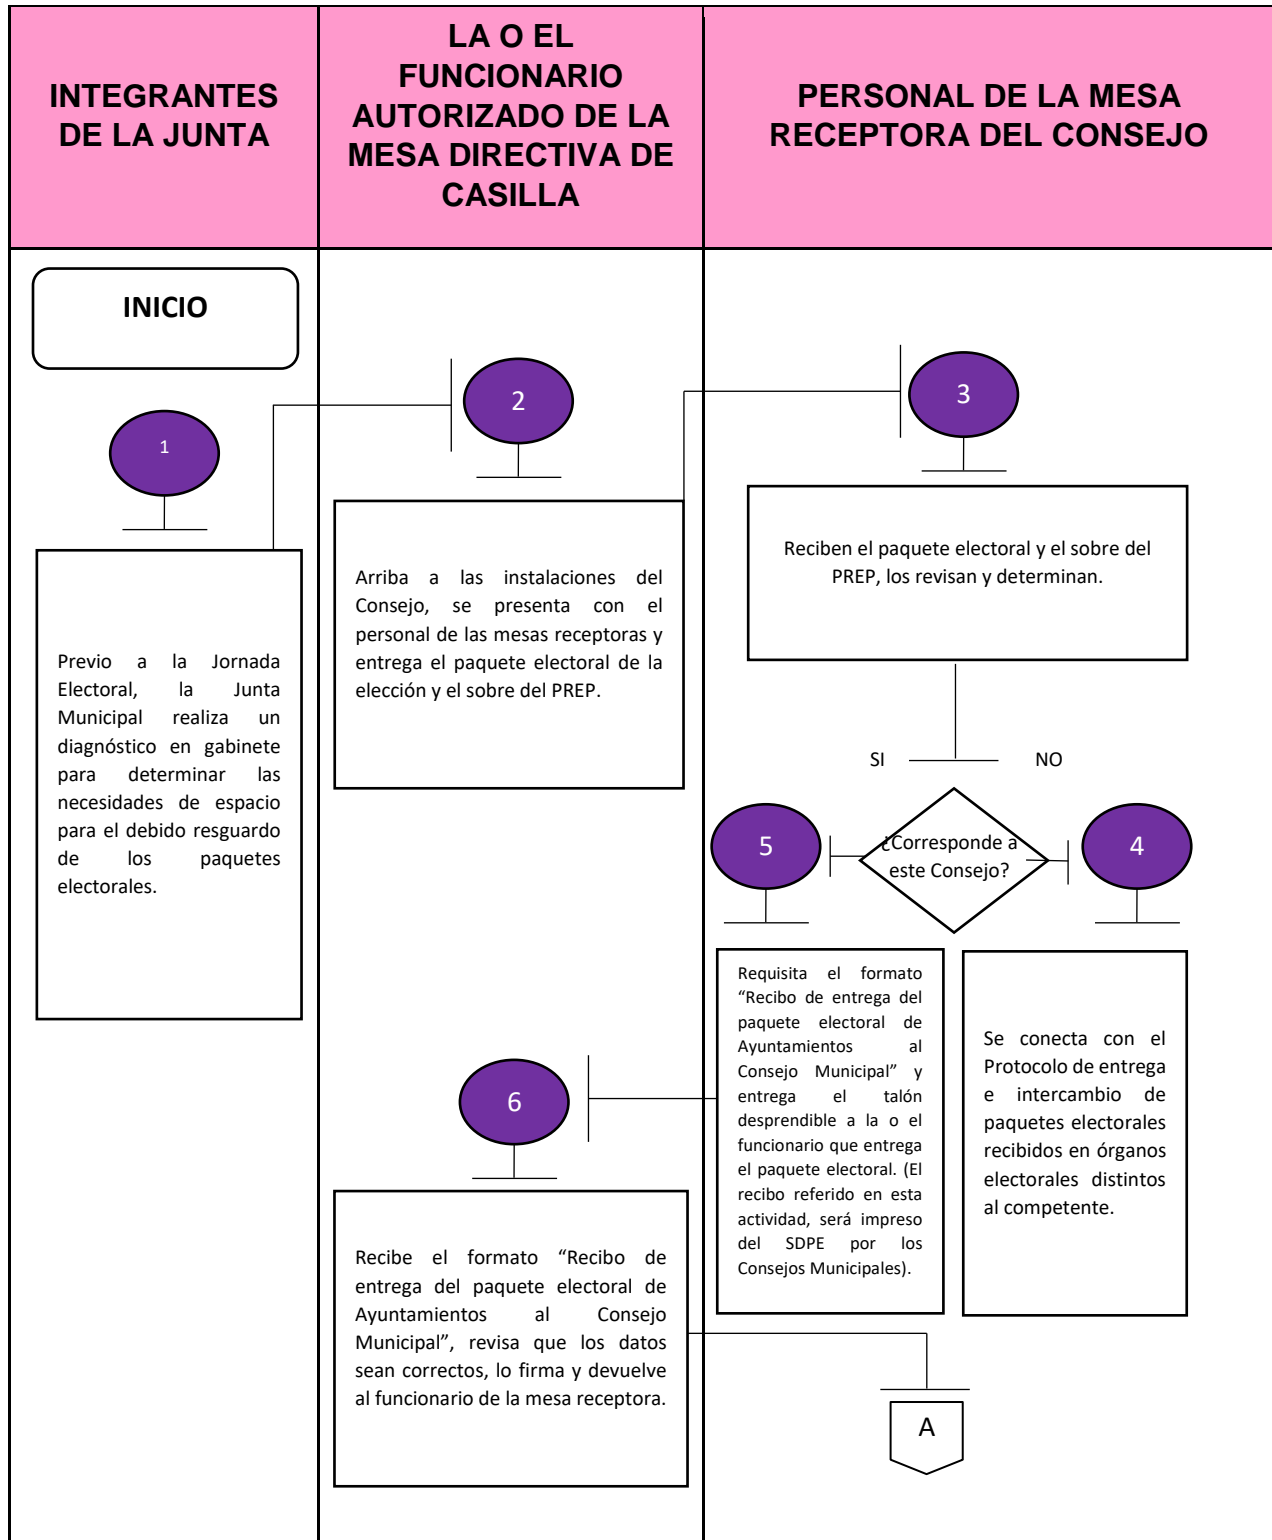 INTEGRANTES
DE LA JUNTA
LA O EL
FUNCIONARIO
AUTORIZADO DE LA
MESA DIRECTIVA DE
CASILLA
PERSONAL DE LA MESA
RECEPTORA DEL CONSEJO
INICIO
1
Previo a la Jornada
Electoral, la Junta
Municipal realiza un
diagnóstico en gabinete
para determinar las
necesidades de espacio
para el debido resguardo
de los paquetes
electorales.
2
Arriba a las instalaciones del
Consejo, se presenta con el
personal de las mesas receptoras y
entrega el paquete electoral de la
elección y el sobre del PREP.
3
Reciben el paquete electoral y el sobre del
PREP, los revisan y determinan.
SI
NO
¿Corresponde a
este Consejo?
5
4
Requisita el formato
“Recibo de entrega del
paquete electoral de
Ayuntamientos al
Consejo Municipal” y
entrega el talón
desprendible a la o el
funcionario que entrega
el paquete electoral. (El
recibo referido en esta
actividad, será impreso
del SDPE por los
Consejos Municipales).
Se conecta con el
Protocolo de entrega
e intercambio de
paquetes electorales
recibidos en órganos
electorales distintos
al competente.
6
Recibe el formato “Recibo de
entrega del paquete electoral de
Ayuntamientos al Consejo
Municipal”, revisa que los datos
sean correctos, lo firma y devuelve
al funcionario de la mesa receptora.
A